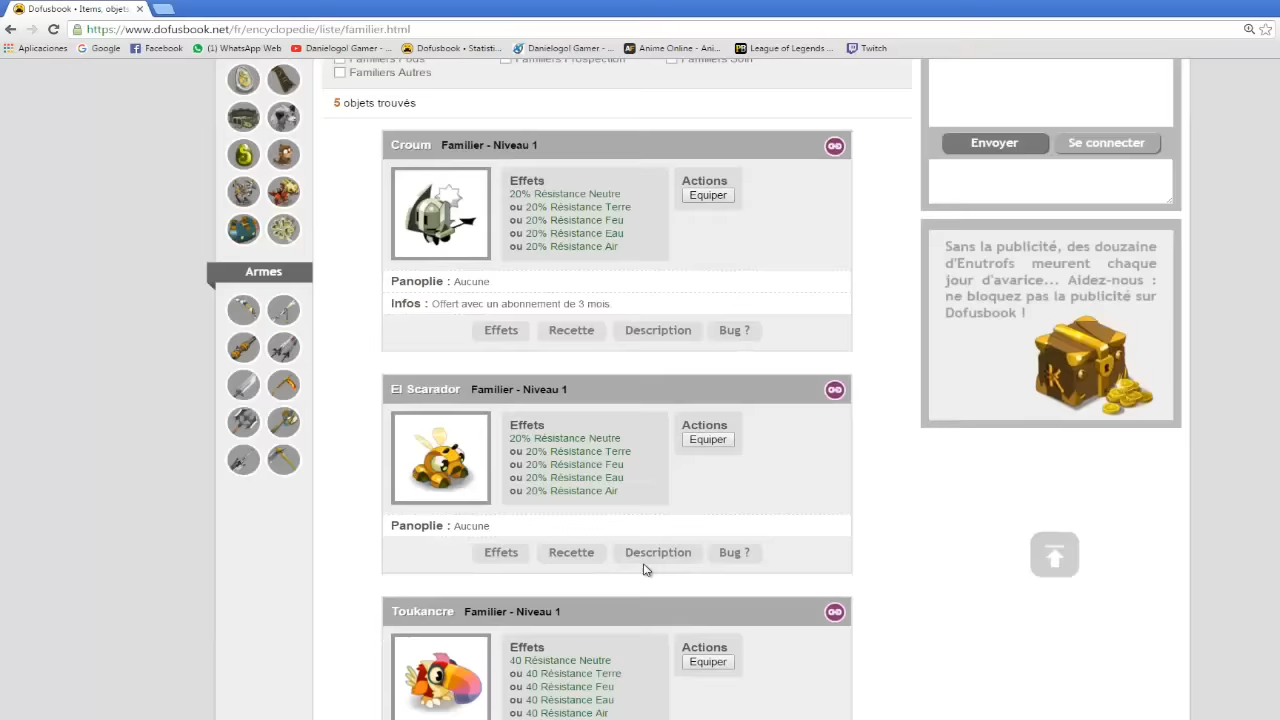 Dofusbook • Items, objets
https://www.dofusbook.net/fr/encyclopedie/liste/familier.html
Aplicaciones Google Facebook (1) WhatsApp Web Danielogol Gamer - ... Dofusbook • Statisti... Danielogol Gamer - ... Anime Online - Ani... League of Legends ... Twitch
Familiers Pods Familiers Prospection Familiers Soin
Familiers Autres
5 objets trouvés
Croum Familier - Niveau 1
Effets
20% Résistance Neutre
ou 20% Résistance Terre
ou 20% Résistance Feu
ou 20% Résistance Eau
ou 20% Résistance Air
Actions
Equiper
Panoplie : Aucune
Infos : Offert avec un abonnement de 3 mois.
Effets Recette Description Bug ?
El Scarador Familier - Niveau 1
Effets
20% Résistance Neutre
ou 20% Résistance Terre
ou 20% Résistance Feu
ou 20% Résistance Eau
ou 20% Résistance Air
Actions
Equiper
Panoplie : Aucune
Effets Recette Description Bug ?
Toukancre Familier - Niveau 1
Effets
40 Résistance Neutre
ou 40 Résistance Terre
ou 40 Résistance Feu
ou 40 Résistance Eau
ou 40 Résistance Air
Actions
Equiper
Armes
Envoyer Se connecter
Sans la publicité, des douzaine
d'Enutrofs meurent chaque
jour d'avarice... Aidez-nous :
ne bloquez pas la publicité sur
Dofusbook !